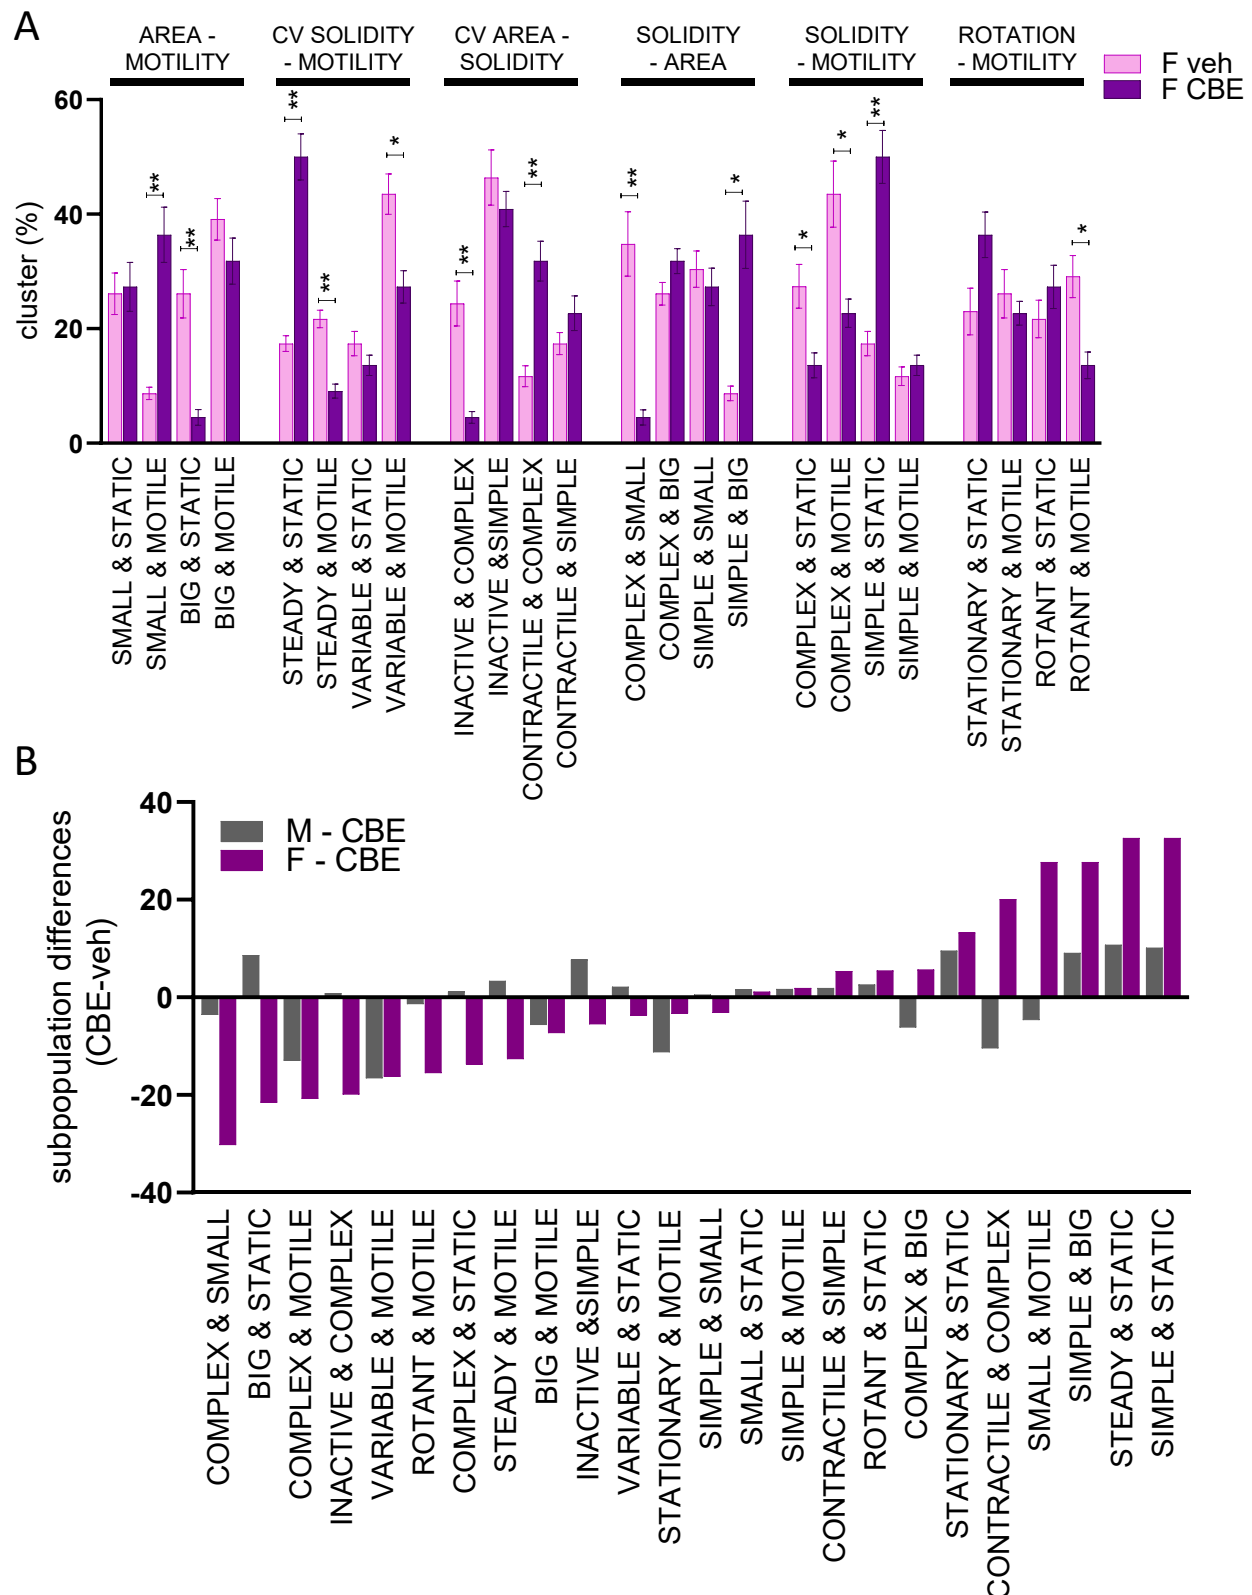 A
AREA -
MOTILITY
CV SOLIDITY
- MOTILITY
CV AREA -
SOLIDITY
SOLIDITY
- AREA
SOLIDITY
- MOTILITY
ROTATION
- MOTILITY
F veh
F CBE
cluster (%)
60
40
20
0
**
**
**
**
*
**
**
**
*
*
*
**
*
SMALL & STATIC
SMALL & MOTILE
BIG & STATIC
BIG & MOTILE
STEADY & STATIC
STEADY & MOTILE
VARIABLE & STATIC
VARIABLE & MOTILE
INACTIVE & COMPLEX
INACTIVE &SIMPLE
CONTRACTILE & COMPLEX
CONTRACTILE & SIMPLE
COMPLEX & SMALL
COMPLEX & BIG
SIMPLE & SMALL
SIMPLE & BIG
COMPLEX & STATIC
COMPLEX & MOTILE
SIMPLE & STATIC
SIMPLE & MOTILE
STATIONARY & STATIC
STATIONARY & MOTILE
ROTANT & STATIC
ROTANT & MOTILE
B
subpopulation differences
(CBE-veh)
40
20
0
-20
-40
M - CBE
F - CBE
COMPLEX & SMALL
BIG & STATIC
COMPLEX & MOTILE
INACTIVE & COMPLEX
VARIABLE & MOTILE
ROTANT & MOTILE
COMPLEX & STATIC
STEADY & MOTILE
BIG & MOTILE
INACTIVE &SIMPLE
VARIABLE & STATIC
STATIONARY & MOTILE
SIMPLE & SMALL
SMALL & STATIC
SIMPLE & MOTILE
CONTRACTILE & SIMPLE
ROTANT & STATIC
COMPLEX & BIG
STATIONARY & STATIC
CONTRACTILE & COMPLEX
SMALL & MOTILE
SIMPLE & BIG
STEADY & STATIC
SIMPLE & STATIC